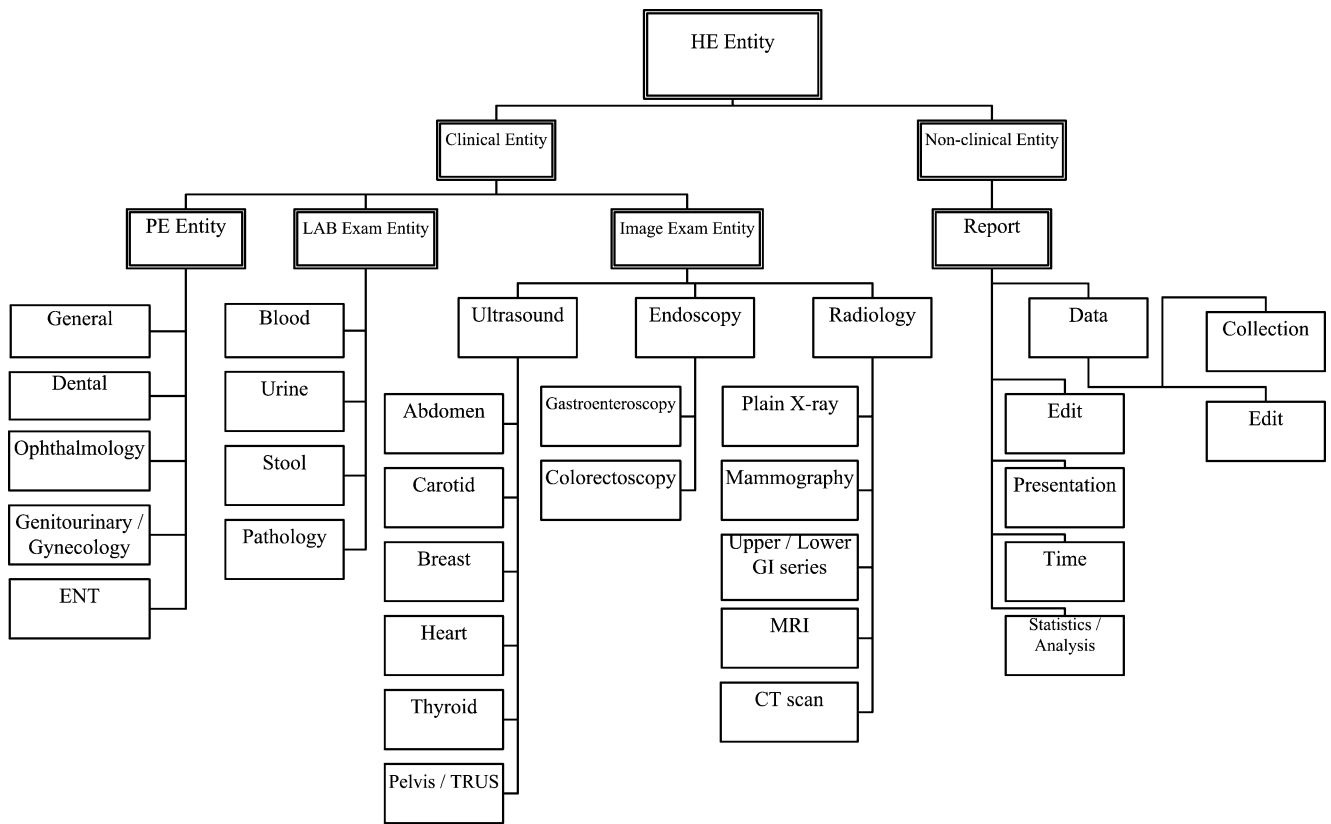 HE Entity
Clinical Entity
Non-clinical Entity
PE Entity
LAB Exam Entity
Image Exam Entity
Report
General
Dental
Ophthalmology
Genitourinary /
Gynecology
ENT
Blood
Urine
Stool
Pathology
Ultrasound
Abdomen
Carotid
Breast
Heart
Thyroid
Pelvis / TRUS
Endoscopy
Gastroenteroscopy
Colorectoscopy
Radiology
Plain X-ray
Mammography
Upper / Lower
GI series
MRI
CT scan
Data
Collection
Edit
Edit
Presentation
Time
Statistics /
Analysis